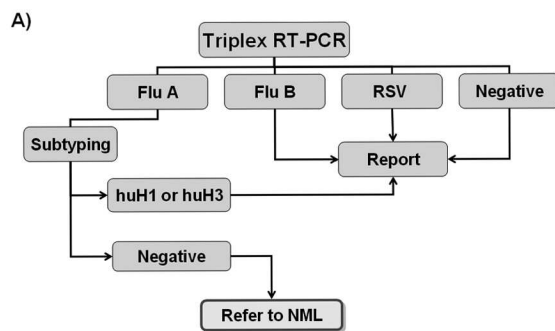 A)
Triplex RT-PCR
Flu A
Flu B
RSV
Negative
Subtyping
Report
huH1 or huH3
Negative
Refer to NML